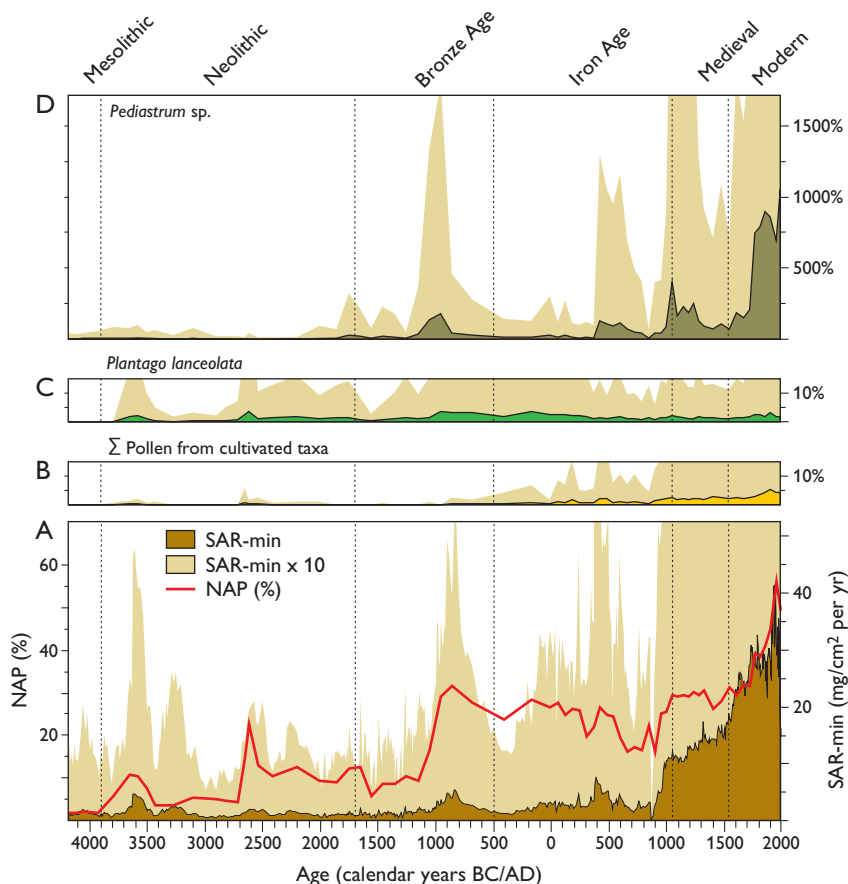 Mesolithic
Neolithic
Bronze Age
Iron Age
Medieval
Modern
D
Pediastrum sp.
1500%
1000%
500%
Plantago lanceolata
C
10%
∑ Pollen from cultivated taxa
B
10%
A
SAR-min
SAR-min x 10
NAP (%)
60
40
20
NAP (%)
40
20
0
SAR-min (mg/cm² per yr)
4000 3500 3000 2500 2000 1500 1000 500 0 500 1000 1500 2000
Age (calendar years BC/AD)